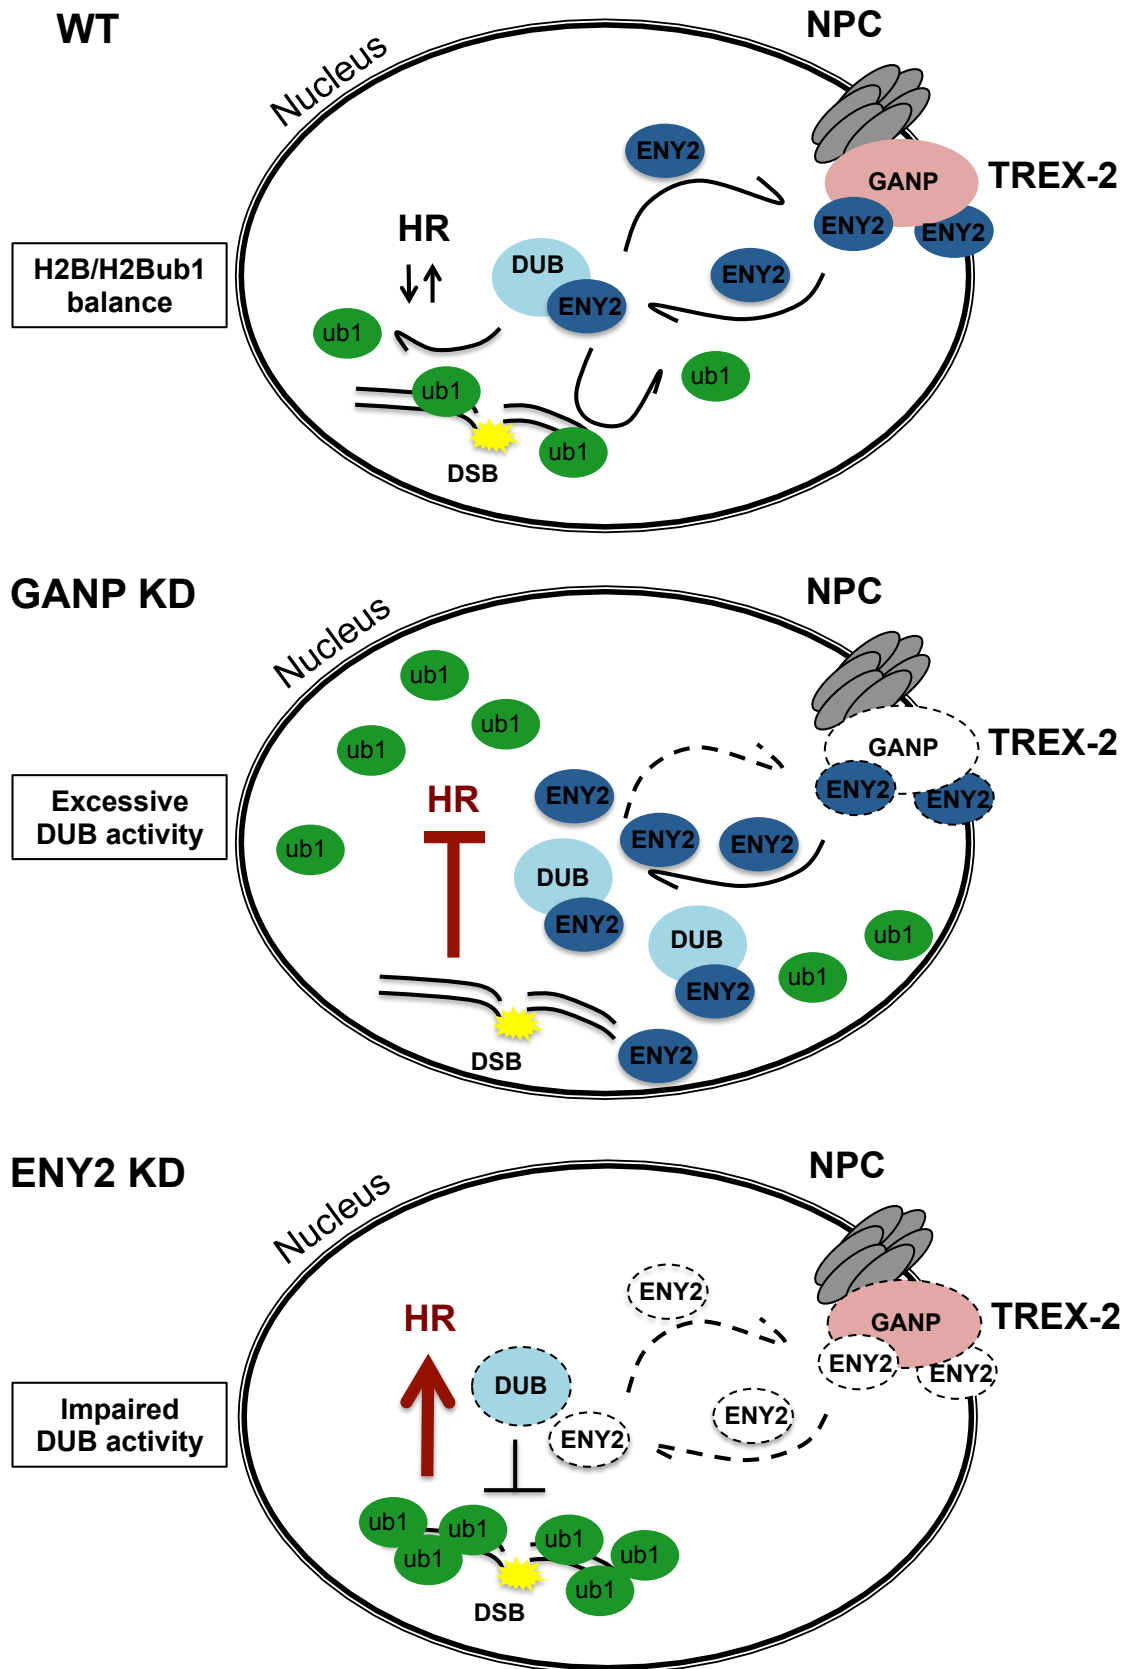 WT
NPC
Nucleus
ENY2
GANP
TREX-2
ENY2
ENY2
HR
DUB
ENY2
ENY2
H2B/H2Bub1
balance
ub1
ub1
ub1
ub1
DSB
GANP KD
NPC
Nucleus
ub1
ub1
ub1
GANP
TREX-2
ENY2
ENY2
ENY2
Excessive
DUB activity
HR
ENY2
ENY2
ub1
DUB
ENY2
DUB
ub1
ub1
ENY2
DSB
ENY2
ENY2 KD
NPC
Nucleus
ENY2
HR
GANP
TREX-2
ENY2
ENY2
DUB
ENY2
ENY2
Impaired
DUB activity
ub1
ub1
ub1
ub1
ub1
ub1
DSB